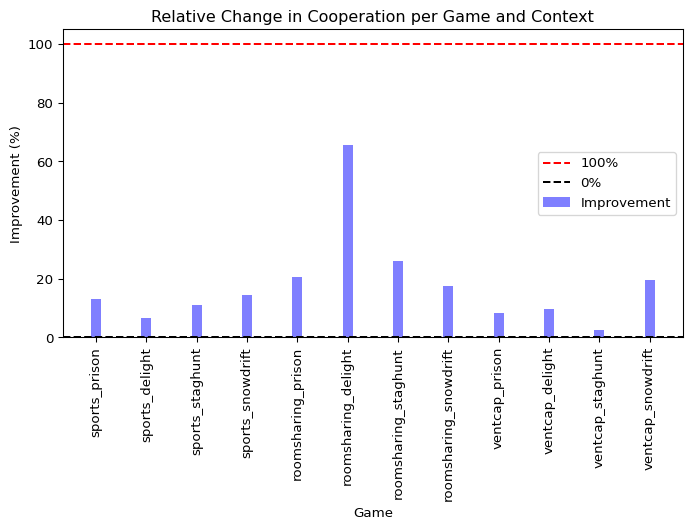 Relative Change in Cooperation per Game and Context
Improvement (%)
100
80
60
40
20
0
100%
0%
Improvement
sports_prison
sports_delight
sports_staghunt
sports_snowdrift
roomsharing_prison
roomsharing_delight
roomsharing_staghunt
roomsharing_snowdrift
ventcap_prison
ventcap_delight
ventcap_staghunt
ventcap_snowdrift
Game